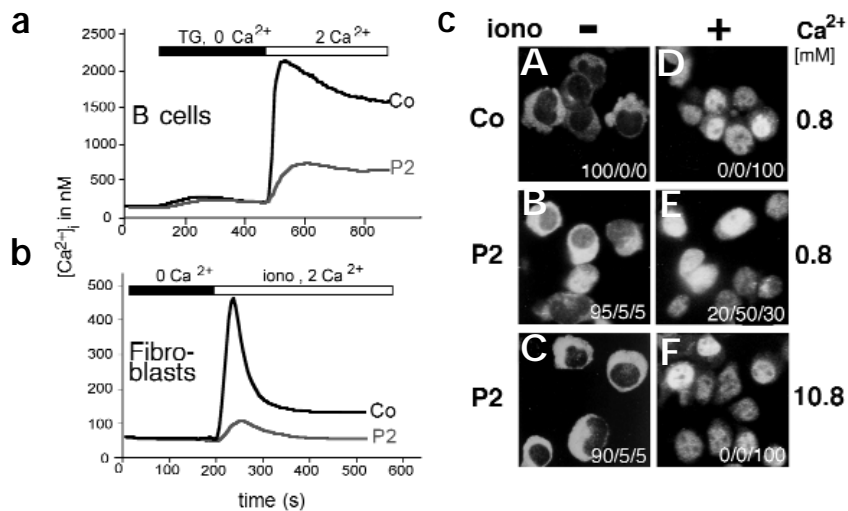 a
TG, 0 Ca²⁺
2 Ca²⁺
2500
2000
1500
1000
500
0
B cells
Co
P2
0 200 400 600 800
[Ca²⁺]i in nM
b
0 Ca²⁺
iono , 2 Ca²⁺
500
400
300
200
100
0
Fibro-
blasts
Co
P2
0 100 200 300 400 500 600
time (s)
c
iono - + Ca²⁺
[mM]
A D
Co 0.8
100/0/0 0/0/100
B E
P2 0.8
95/5/5 20/50/30
C F
P2 10.8
90/5/5 0/0/100